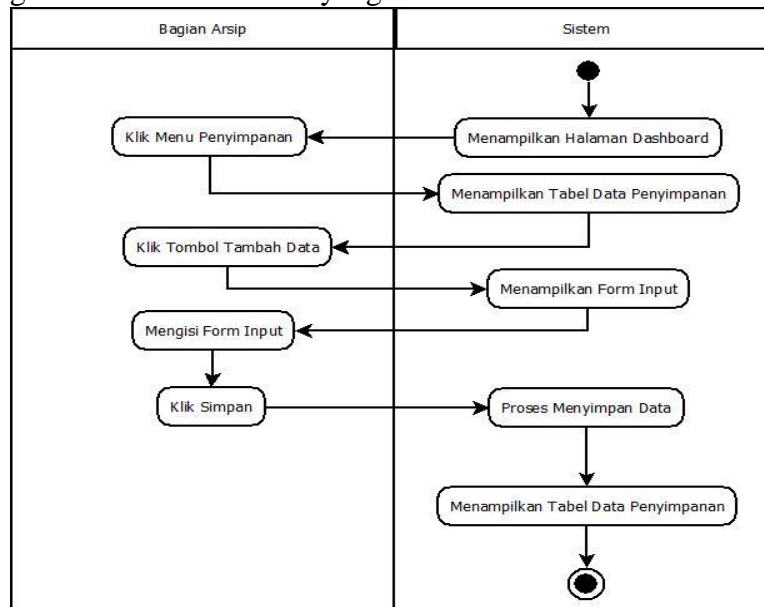 Bagian Arsip
Sistem
Menampilkan Halaman Dashboard
Klik Menu Penyimpanan
Menampilkan Tabel Data Penyimpanan
Klik Tombol Tambah Data
Menampilkan Form Input
Mengisi Form Input
Klik Simpan
Proses Menyimpan Data
Menampilkan Tabel Data Penyimpanan